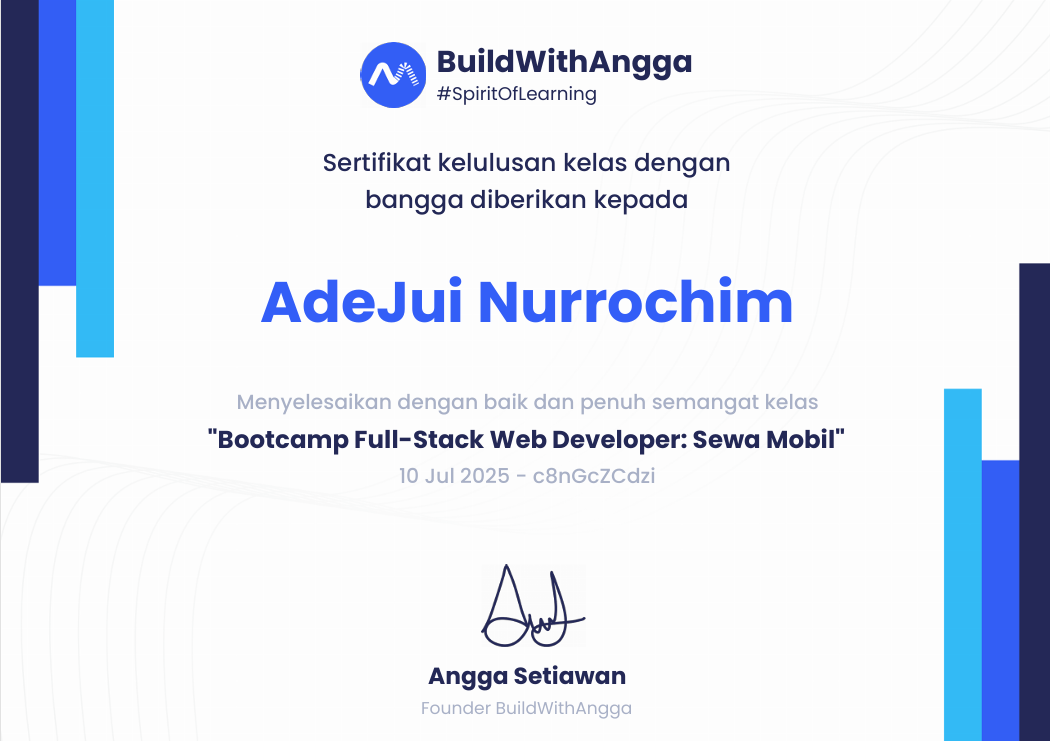 BuildWithAngga
#SpiritOfLearning
Sertifikat kelulusan kelas dengan
bangga diberikan kepada
AdeJui Nurrochim
Menyelesaikan dengan baik dan penuh semangat kelas
"Bootcamp Full-Stack Web Developer: Sewa Mobil"
10 Jul 2025 - c8nGcZCdzi
Angga Setiawan
Founder BuildWithAngga